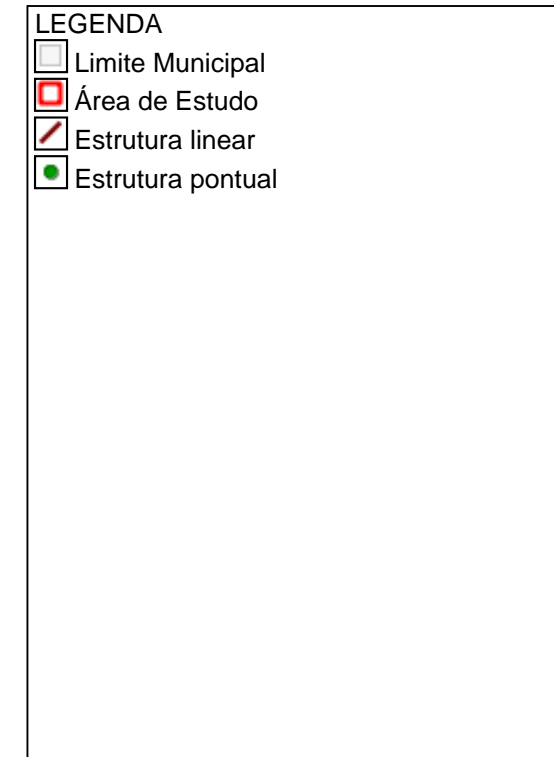 LEGENDA
Limite Municipal
Área de Estudo
Estrutura linear
Estrutura pontual